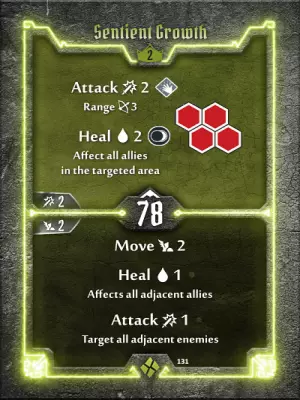 Sentient Growth
2
Attack 2
Range 3
Heal 2
Affect all allies
in the targeted area
2
78
2
Move 2
Heal 1
Affects all adjacent allies
Attack 1
Target all adjacent enemies
131